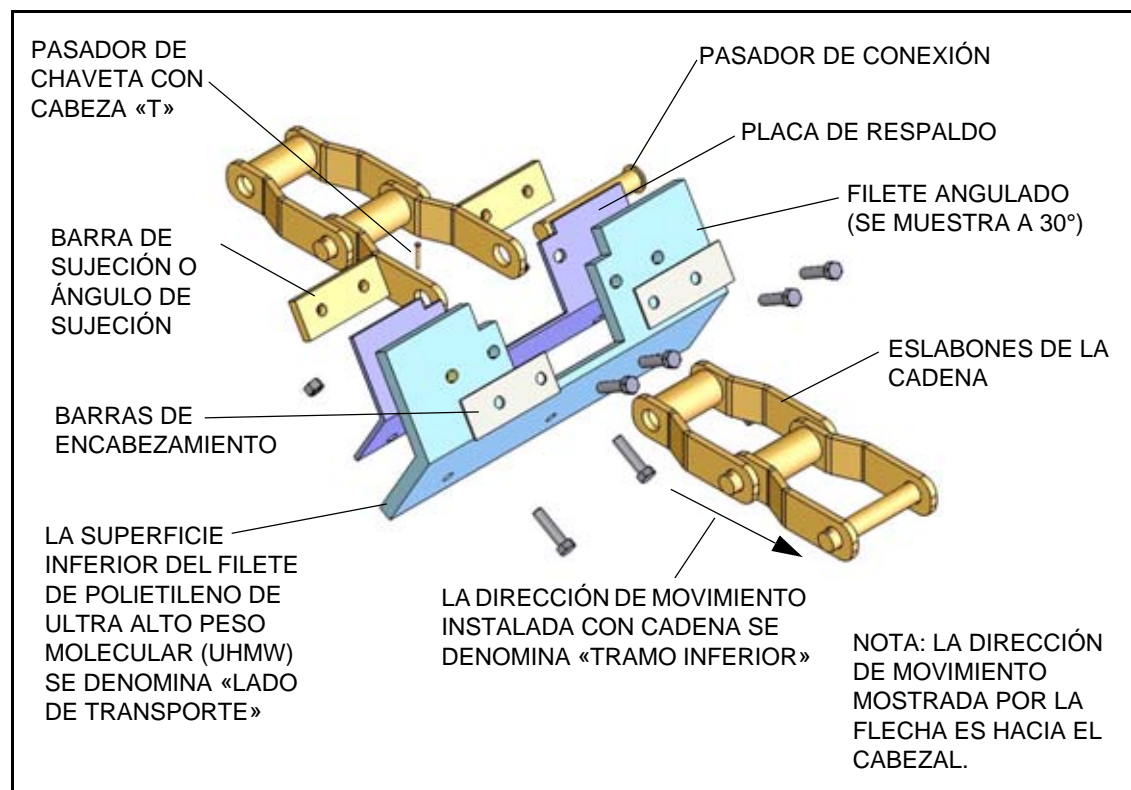 PASADOR DE
CHAVETA CON
CABEZA «T»
PASADOR DE CONEXIÓN
PLACA DE RESPALDO
FILETE ANGULADO
(SE MUESTRA A 30°)
BARRA DE
SUJECIÓN O
ÁNGULO DE
SUJECIÓN
ESLABONES DE LA
CADENA
BARRAS DE
ENCABEZAMIENTO
LA SUPERFICIE
INFERIOR DEL FILETE
DE POLIETILENO DE
ULTRA ALTO PESO
MOLECULAR (UHMW)
SE DENOMINA «LADO
DE TRANSPORTE»
LA DIRECCIÓN DE MOVIMIENTO
INSTALADA CON CADENA SE
DENOMINA «TRAMO INFERIOR»
NOTA: LA DIRECCIÓN
DE MOVIMIENTO
MOSTRADA POR LA
FLECHA ES HACIA EL
CABEZAL.